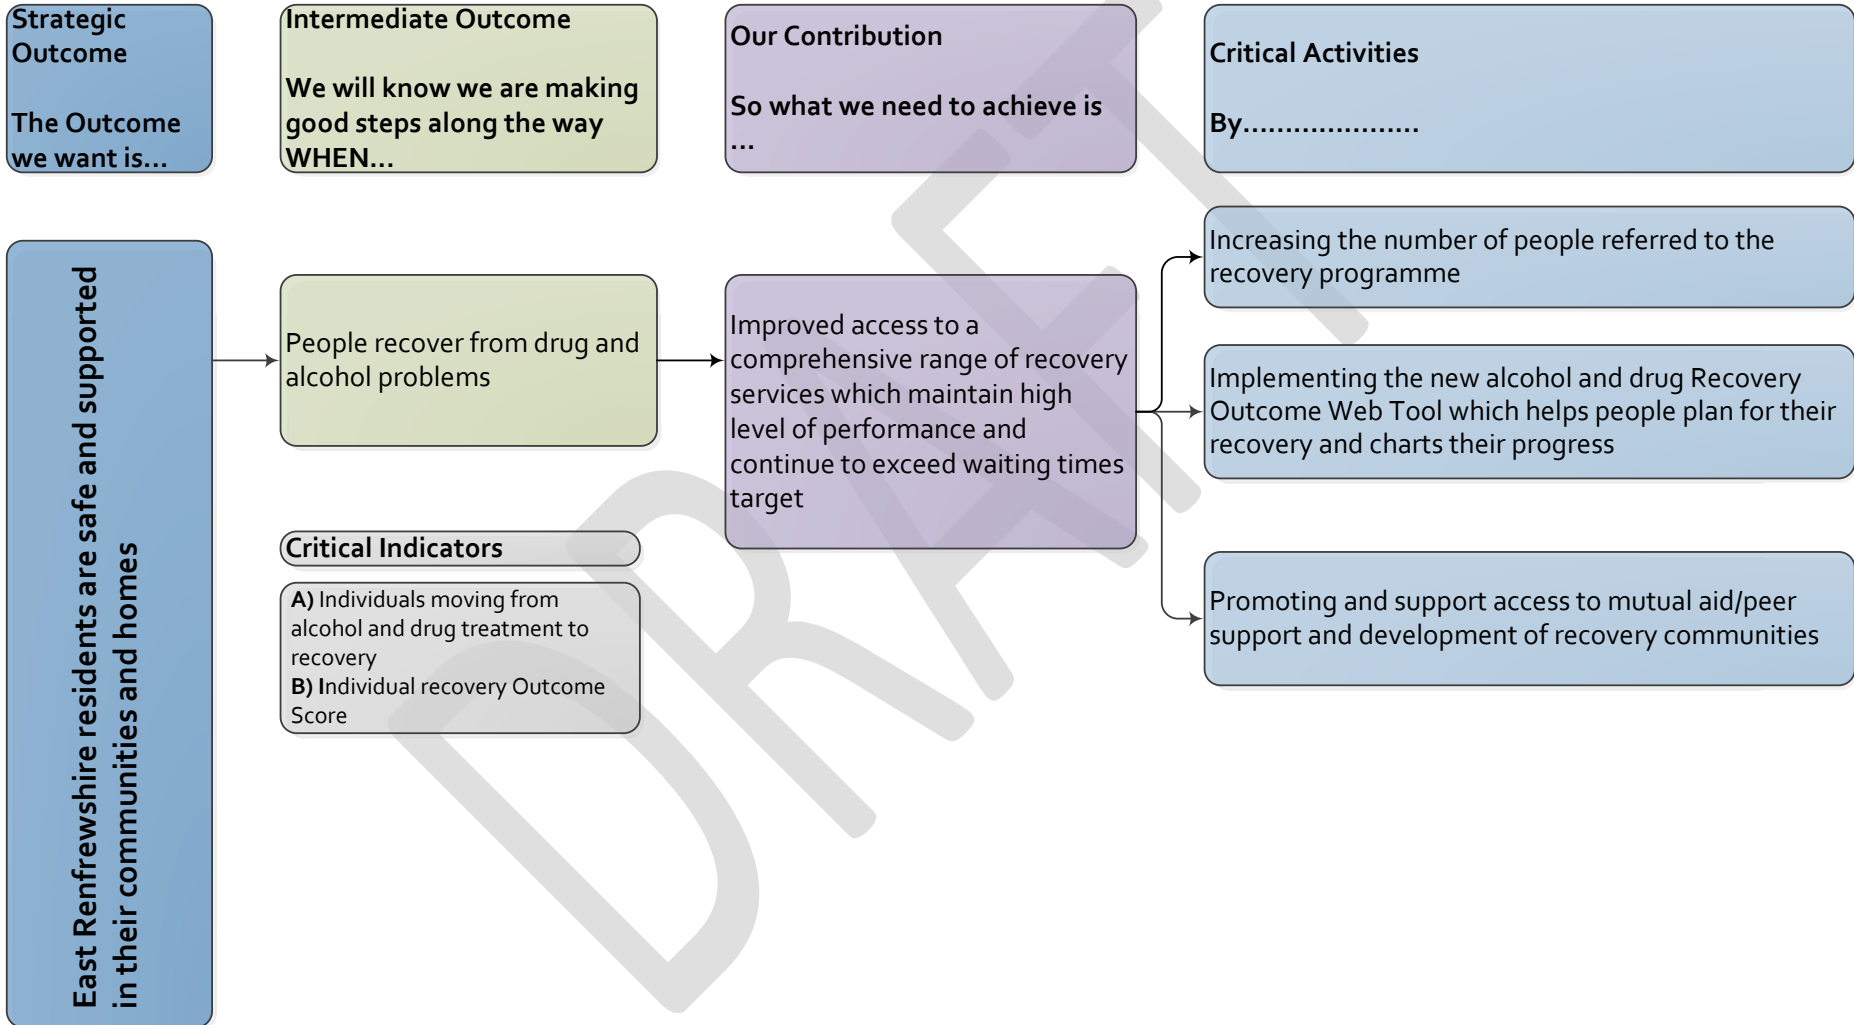 Strategic
Outcome
The Outcome
we want is...
Intermediate Outcome
We will know we are making
good steps along the way
WHEN...
Our Contribution
So what we need to achieve is
...
Critical Activities
By.....................
East Renfrewshire residents are safe and supported
in their communities and homes
People recover from drug and
alcohol problems
Critical Indicators
A) Individuals moving from
alcohol and drug treatment to
recovery
B) Individual recovery Outcome
Score
Improved access to a
comprehensive range of recovery
services which maintain high
level of performance and
continue to exceed waiting times
target
Increasing the number of people referred to the
recovery programme
Implementing the new alcohol and drug Recovery
Outcome Web Tool which helps people plan for their
recovery and charts their progress
Promoting and support access to mutual aid/peer
support and development of recovery communities
DRAFT